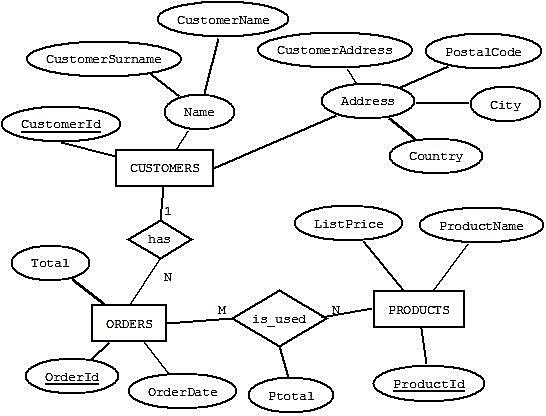 CustomerName
CustomerSurname
CustomerAddress
PostalCode
Name
Address
City
CustomerId
Country
CUSTOMERS
1
has
ListPrice
ProductName
Total
N
ORDERS
M
is_used
N
PRODUCTS
OrderId
OrderDate
Ptotal
ProductId